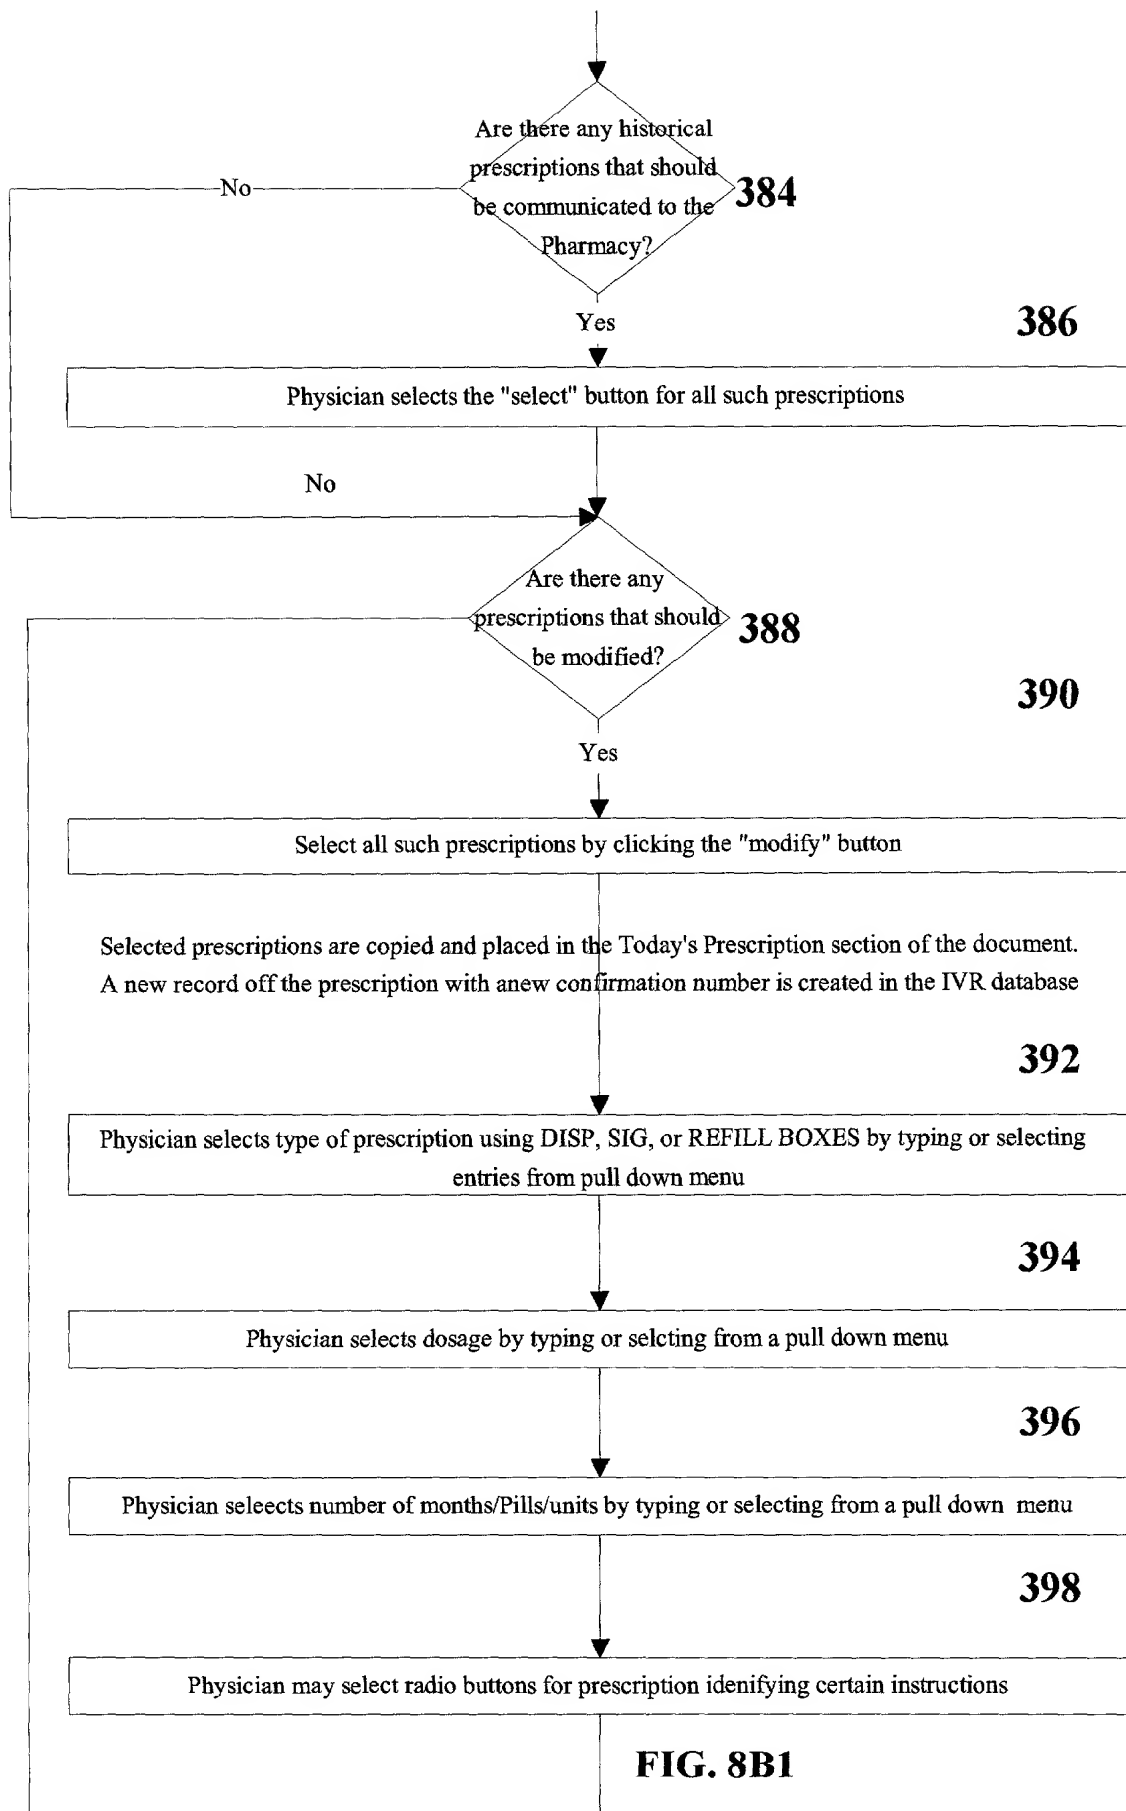 Are there any historical
prescriptions that should
be communicated to the
Pharmacy?
384
No
Yes
386
Physician selects the "select" button for all such prescriptions
No
Are there any
prescriptions that should
be modified?
388
390
Yes
Select all such prescriptions by clicking the "modify" button
Selected prescriptions are copied and placed in the Today's Prescription section of the document.
A new record off the prescription with anew confirmation number is created in the IVR database
392
Physician selects type of prescription using DISP, SIG, or REFILL BOXES by typing or selecting
entries from pull down menu
394
Physician selects dosage by typing or selcting from a pull down menu
396
Physician seleects number of months/Pills/units by typing or selecting from a pull down menu
398
Physician may select radio buttons for prescription idenifying certain instructions
FIG. 8B1